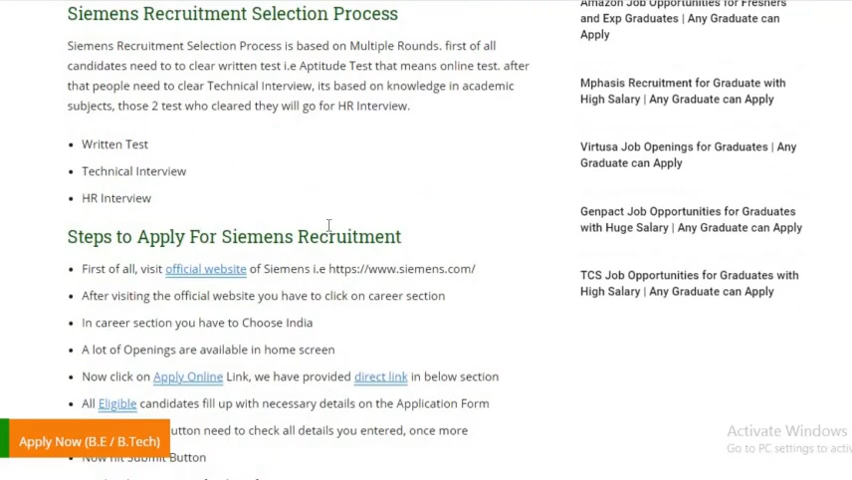 Siemens Recruitment Selection Process
Siemens Recruitment Selection Process is based on Multiple Rounds. first of all
candidates need to to clear written test i.e Aptitude Test that means online test. after
that people need to clear Technical Interview, its based on knowledge in academic
subjects, those 2 test who cleared they will go for HR Interview.
Written Test
Technical Interview
HR Interview
Steps to Apply For Siemens Recruitment
First of all, visit official website of Siemens i.e https://www.siemens.com/
After visiting the official website you have to click on career section
In career section you have to Choose India
A lot of Openings are available in home screen
Now click on Apply Online Link, we have provided direct link in below section
All Eligible candidates fill up with necessary details on the Application Form
utton need to check all details you entered, once more
Now hit Submit Button
Apply Now (B.E / B.Tech)
Amazon Job Opportunities for Freshers
and Exp Graduates | Any Graduate can
Apply
Mphasis Recruitment for Graduate with
High Salary | Any Graduate can Apply
Virtusa Job Openings for Graduates | Any
Graduate can Apply
Genpact Job Opportunities for Graduates
with Huge Salary | Any Graduate can Apply
TCS Job Opportunities for Graduates with
High Salary | Any Graduate can Apply
Activate Windows
Go to PC settings to activ